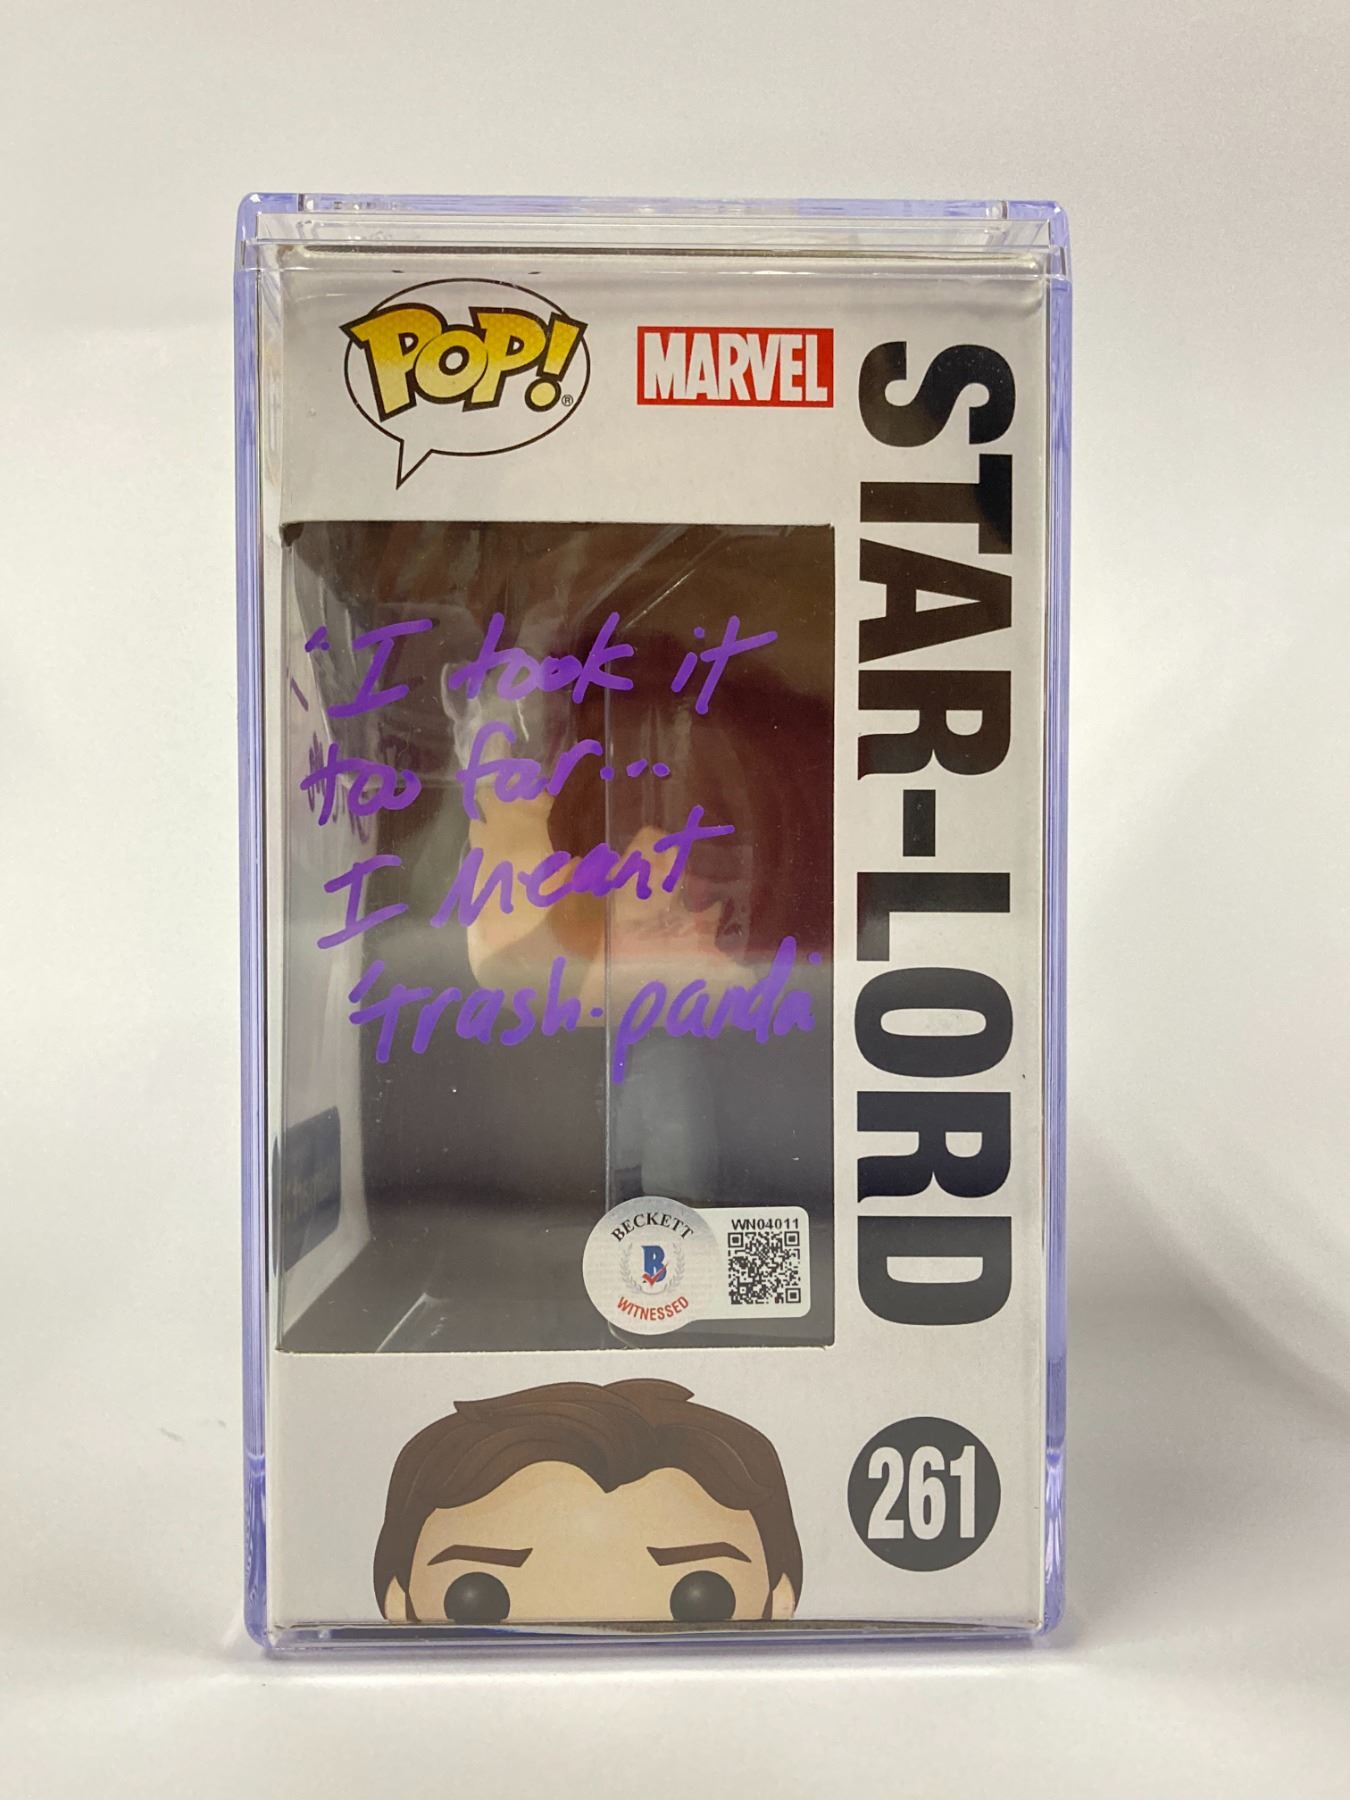 POP!®
MARVEL
STAR-LORD
"I took it
too far...
I meant
'trash-panda'
BECKETT
B
WITNESSED
WN04011
261